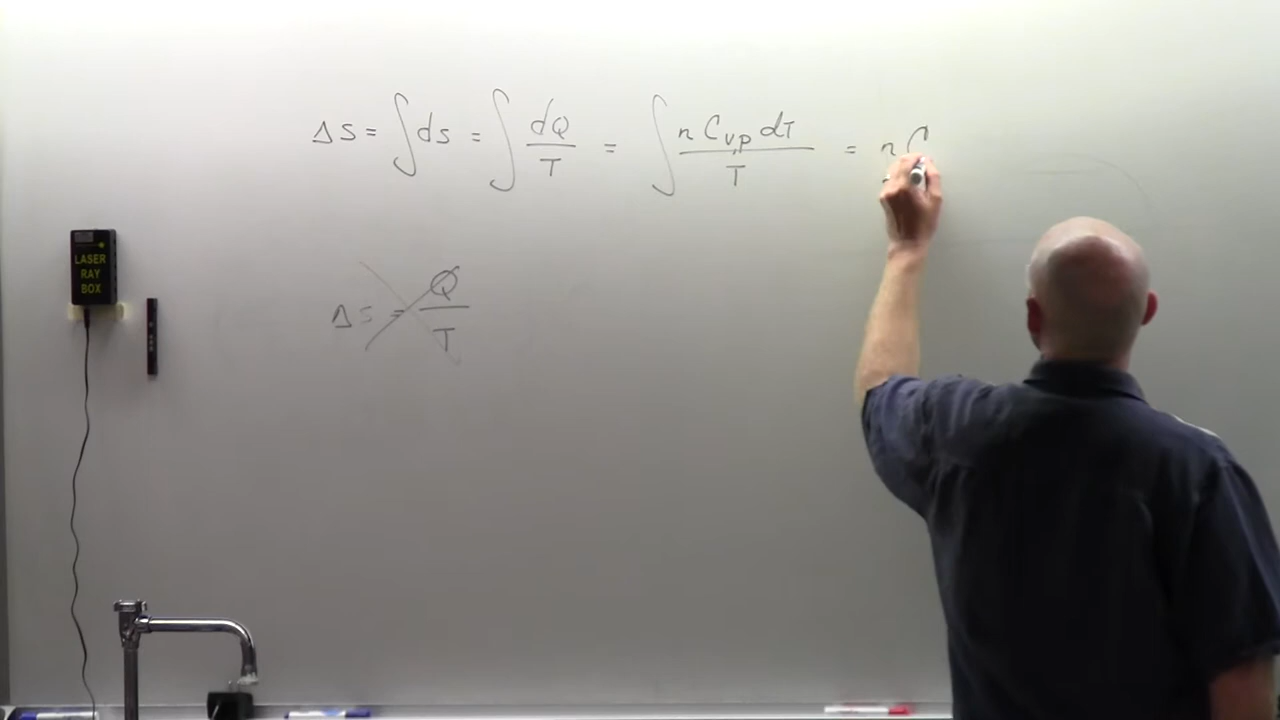 ΔS = ∫ds = ∫ dQ/T = ∫ n C_{V,P} dT / T = n C
LASER
RAY
BOX
ΔS = Q/T